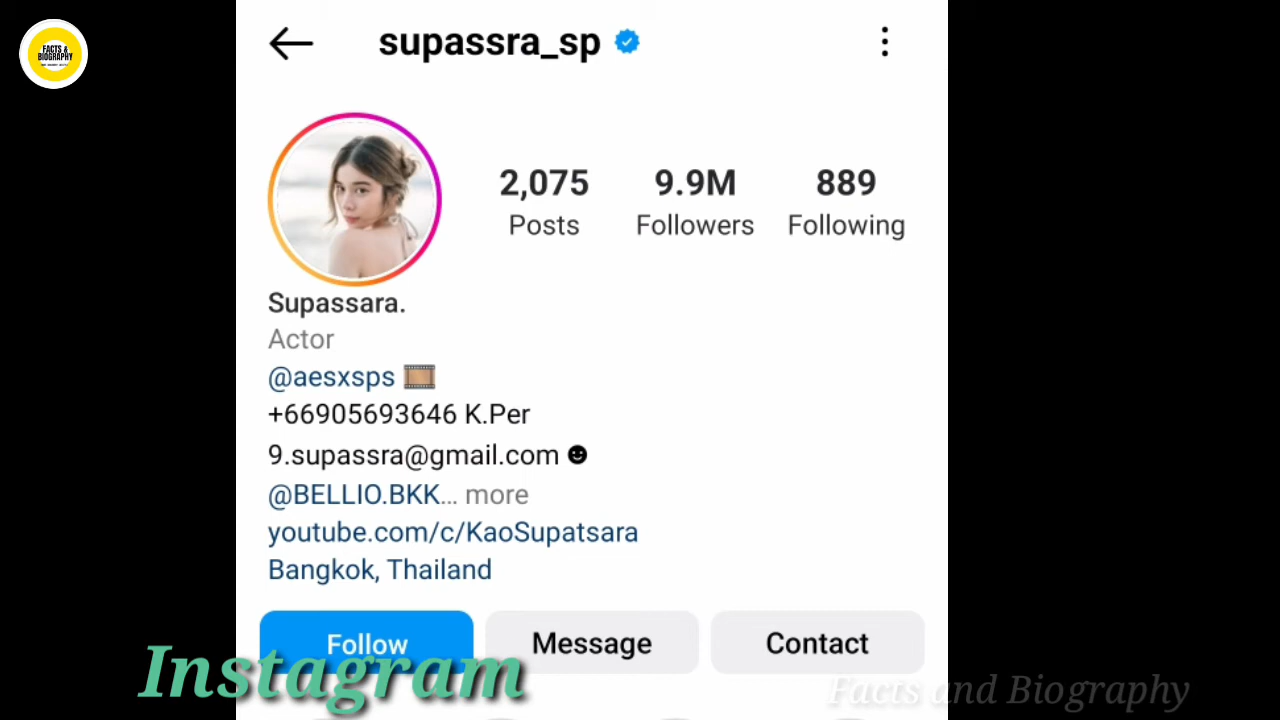 FACTS &
BIOGRAPHY
supassra_sp
2,075 9.9M 889
Posts Followers Following
Supassara.
Actor
@aesxsps
+66905693646 K.Per
9.supassra@gmail.com
@BELLIO.BKK... more
youtube.com/c/KaoSupatsara
Bangkok, Thailand
Follow Message Contact
Instagram
Facts and Biography